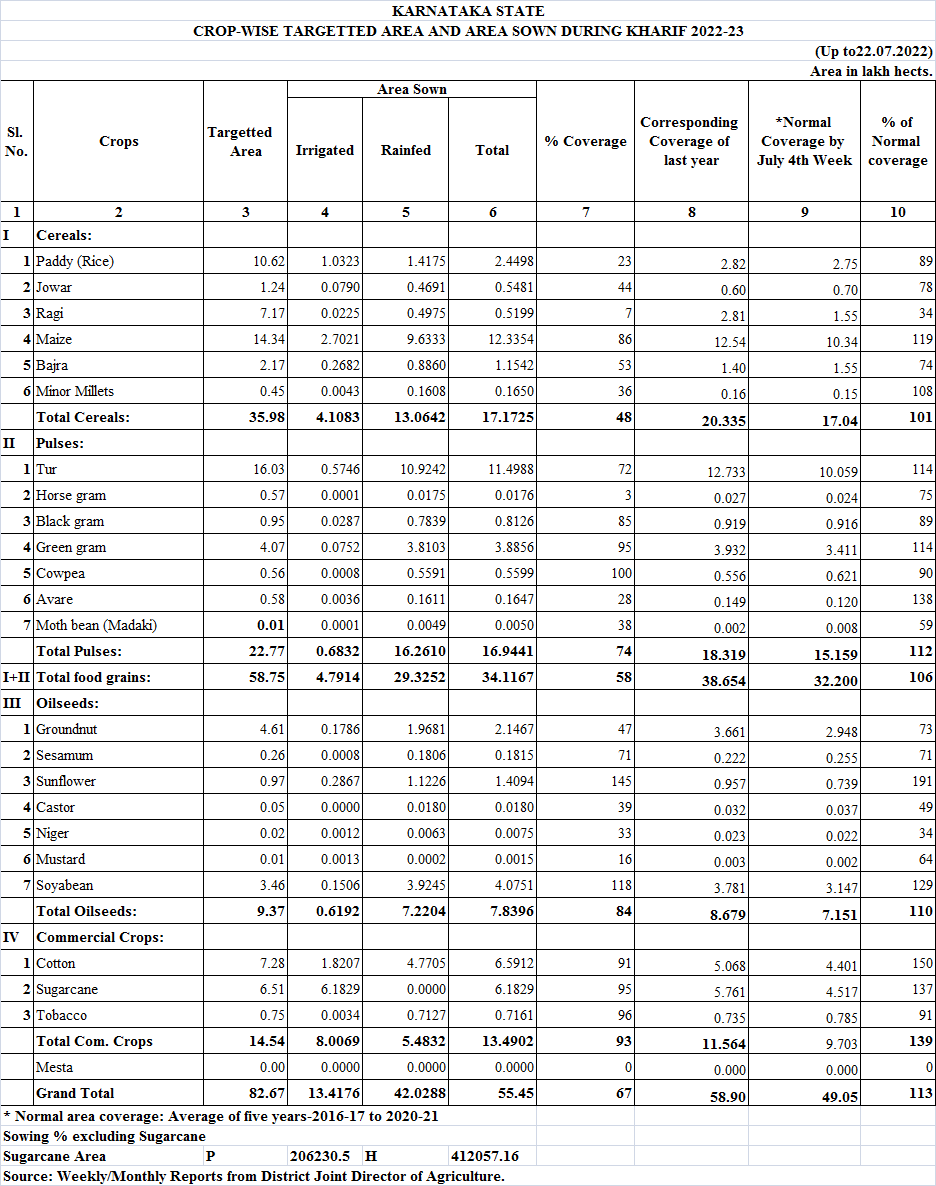 KARNATAKA STATE
CROP-WISE TARGETTED AREA AND AREA SOWN DURING KHARIF 2022-23
(Up to22.07.2022)
Area in lakh hects.
Sl. No. Crops Targetted Area Area Sown Irrigated Rainfed Total % Coverage Corresponding Coverage of last year *Normal Coverage by July 4th Week % of Normal coverage
1 2 3 4 5 6 7 8 9 10
I Cereals:
1 Paddy (Rice) 10.62 1.0323 1.4175 2.4498 23 2.82 2.75 89
2 Jowar 1.24 0.0790 0.4691 0.5481 44 0.60 0.70 78
3 Ragi 7.17 0.0225 0.4975 0.5199 7 2.81 1.55 34
4 Maize 14.34 2.7021 9.6333 12.3354 86 12.54 10.34 119
5 Bajra 2.17 0.2682 0.8860 1.1542 53 1.40 1.55 74
6 Minor Millets 0.45 0.0043 0.1608 0.1650 36 0.16 0.15 108
Total Cereals: 35.98 4.1083 13.0642 17.1725 48 20.335 17.04 101
II Pulses:
1 Tur 16.03 0.5746 10.9242 11.4988 72 12.733 10.059 114
2 Horse gram 0.57 0.0001 0.0175 0.0176 3 0.027 0.024 75
3 Black gram 0.95 0.0287 0.7839 0.8126 85 0.919 0.916 89
4 Green gram 4.07 0.0752 3.8103 3.8856 95 3.932 3.411 114
5 Cowpea 0.56 0.0008 0.5591 0.5599 100 0.556 0.621 90
6 Avare 0.58 0.0036 0.1611 0.1647 28 0.149 0.120 138
7 Moth bean (Madaki) 0.01 0.0001 0.0049 0.0050 38 0.002 0.008 59
Total Pulses: 22.77 0.6832 16.2610 16.9441 74 18.319 15.159 112
I+II Total food grains: 58.75 4.7914 29.3252 34.1167 58 38.654 32.200 106
III Oilseeds:
1 Groundnut 4.61 0.1786 1.9681 2.1467 47 3.661 2.948 73
2 Sesamum 0.26 0.0008 0.1806 0.1815 71 0.222 0.255 71
3 Sunflower 0.97 0.2867 1.1226 1.4094 145 0.957 0.739 191
4 Castor 0.05 0.0000 0.0180 0.0180 39 0.032 0.037 49
5 Niger 0.02 0.0012 0.0063 0.0075 33 0.023 0.022 34
6 Mustard 0.01 0.0013 0.0002 0.0015 16 0.003 0.002 64
7 Soyabean 3.46 0.1506 3.9245 4.0751 118 3.781 3.147 129
Total Oilseeds: 9.37 0.6192 7.2204 7.8396 84 8.679 7.151 110
IV Commercial Crops:
1 Cotton 7.28 1.8207 4.7705 6.5912 91 5.068 4.401 150
2 Sugarcane 6.51 6.1829 0.0000 6.1829 95 5.761 4.517 137
3 Tobacco 0.75 0.0034 0.7127 0.7161 96 0.735 0.785 91
Total Com. Crops 14.54 8.0069 5.4832 13.4902 93 11.564 9.703 139
Mesta 0.00 0.0000 0.0000 0.0000 0 0.000 0.000 0
Grand Total 82.67 13.4176 42.0288 55.45 67 58.90 49.05 113
* Normal area coverage: Average of five years-2016-17 to 2020-21
Sowing % excluding Sugarcane
Sugarcane Area P 206230.5 H 412057.16
Source: Weekly/Monthly Reports from District Joint Director of Agriculture.